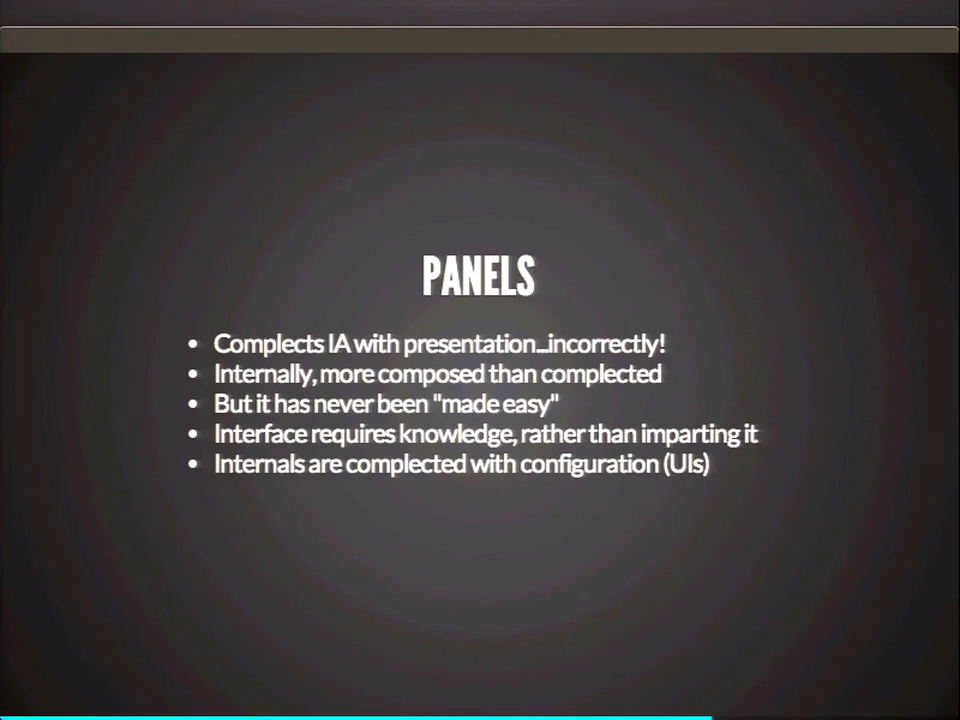 PANELS
• Complects IA with presentation...incorrectly!
• Internally, more composed than complected
• But it has never been "made easy"
• Interface requires knowledge, rather than imparting it
• Internals are complected with configuration (UIs)